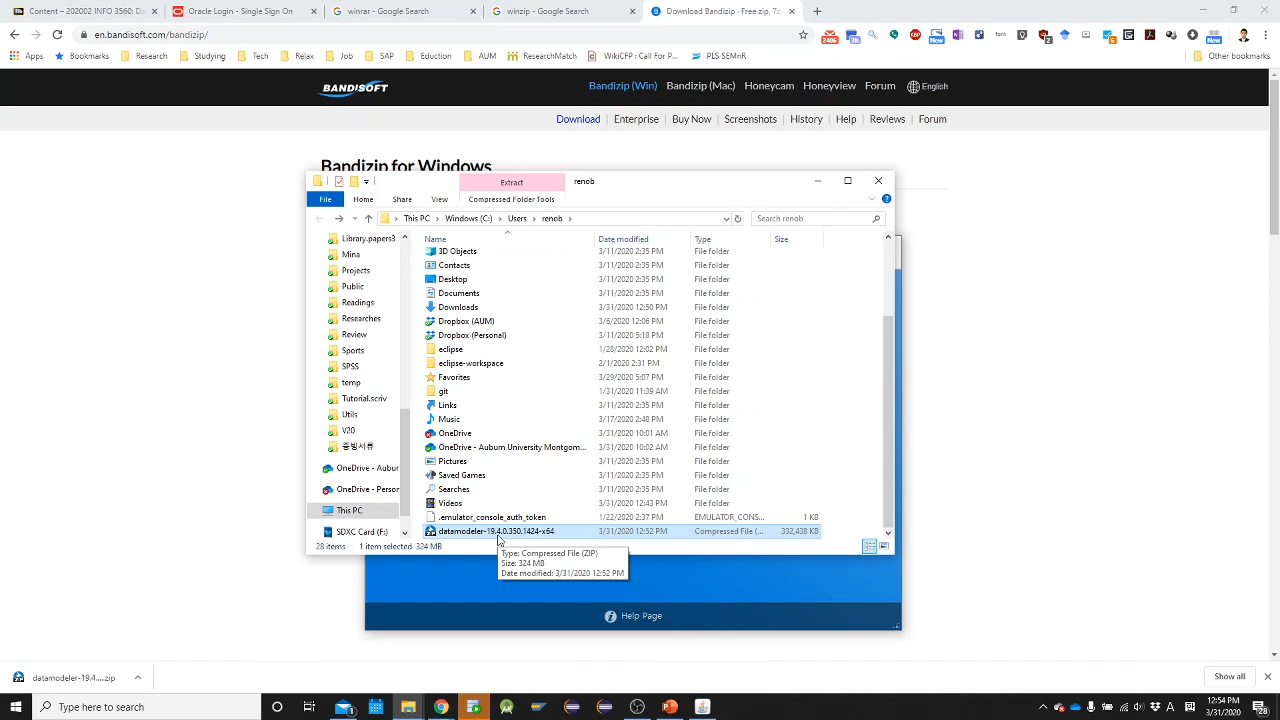 Content – 202002 INFO 3560: Da
Oracle Login - Single Sign On
winrar - Google Search
winzip - Google Search
Download Bandizip - Free zip, 7z
en.bandisoft.com/bandizip/
Apps Bookmarks Research Studying Tech Relax Job SAP Eduction AUM ResearchMatch WikiCFP : Call For P... PLS SEMnR Other bookmarks
BANDISOFT Bandizip (Win) Bandizip (Mac) Honeycam Honeyview Forum English
Download Enterprise Buy Now Screenshots History Help Reviews Forum
Bandizip for Windows
Extract renob
File Home Share View Compressed Folder Tools
This PC Windows (C:) Users renob Search renob
Library.papers3
Mina
Projects
Public
Readings
Researches
Review
Sports
SPSS
temp
Tutorial.scriv
Utils
V20
증빙서류
OneDrive - Aubur
OneDrive - Persor
This PC
SDXC Card (F:)
Name Date modified Type Size
3D Objects 3/11/2020 2:35 PM File folder
Contacts 3/11/2020 2:35 PM File folder
Desktop 3/11/2020 2:35 PM File folder
Documents 3/11/2020 2:35 PM File folder
Downloads 3/31/2020 12:50 PM File folder
Dropbox (AUM) 3/6/2020 12:06 PM File folder
Dropbox (Personal) 3/11/2020 5:18 PM File folder
eclipse 1/28/2020 12:02 PM File folder
eclipse-workspace 2/1/2020 2:31 PM File folder
Favorites 3/29/2020 5:07 PM File folder
git 1/31/2020 11:39 AM File folder
Links 3/11/2020 2:35 PM File folder
Music 3/17/2020 2:48 PM File folder
OneDrive 3/31/2020 10:01 AM File folder
OneDrive - Auburn University Montgom... 3/31/2020 10:02 AM File folder
Pictures 3/11/2020 2:35 PM File folder
Saved Games 3/11/2020 2:35 PM File folder
Searches 3/11/2020 2:35 PM File folder
Videos 3/31/2020 12:43 PM File folder
.emulator_console_auth_token 1/22/2020 2:37 PM EMULATOR_CONS... 1 KB
datamodeler-19.4.0.350.1424-x64 3/31/2020 12:52 PM Compressed File (... 332,438 KB
28 items 1 item selected 324 MB
Type: Compressed File (ZIP)
Size: 324 MB
Date modified: 3/31/2020 12:52 PM
Help Page
datamodeler-19.4....zip
Show all
Type here to search
12:54 PM
3/31/2020